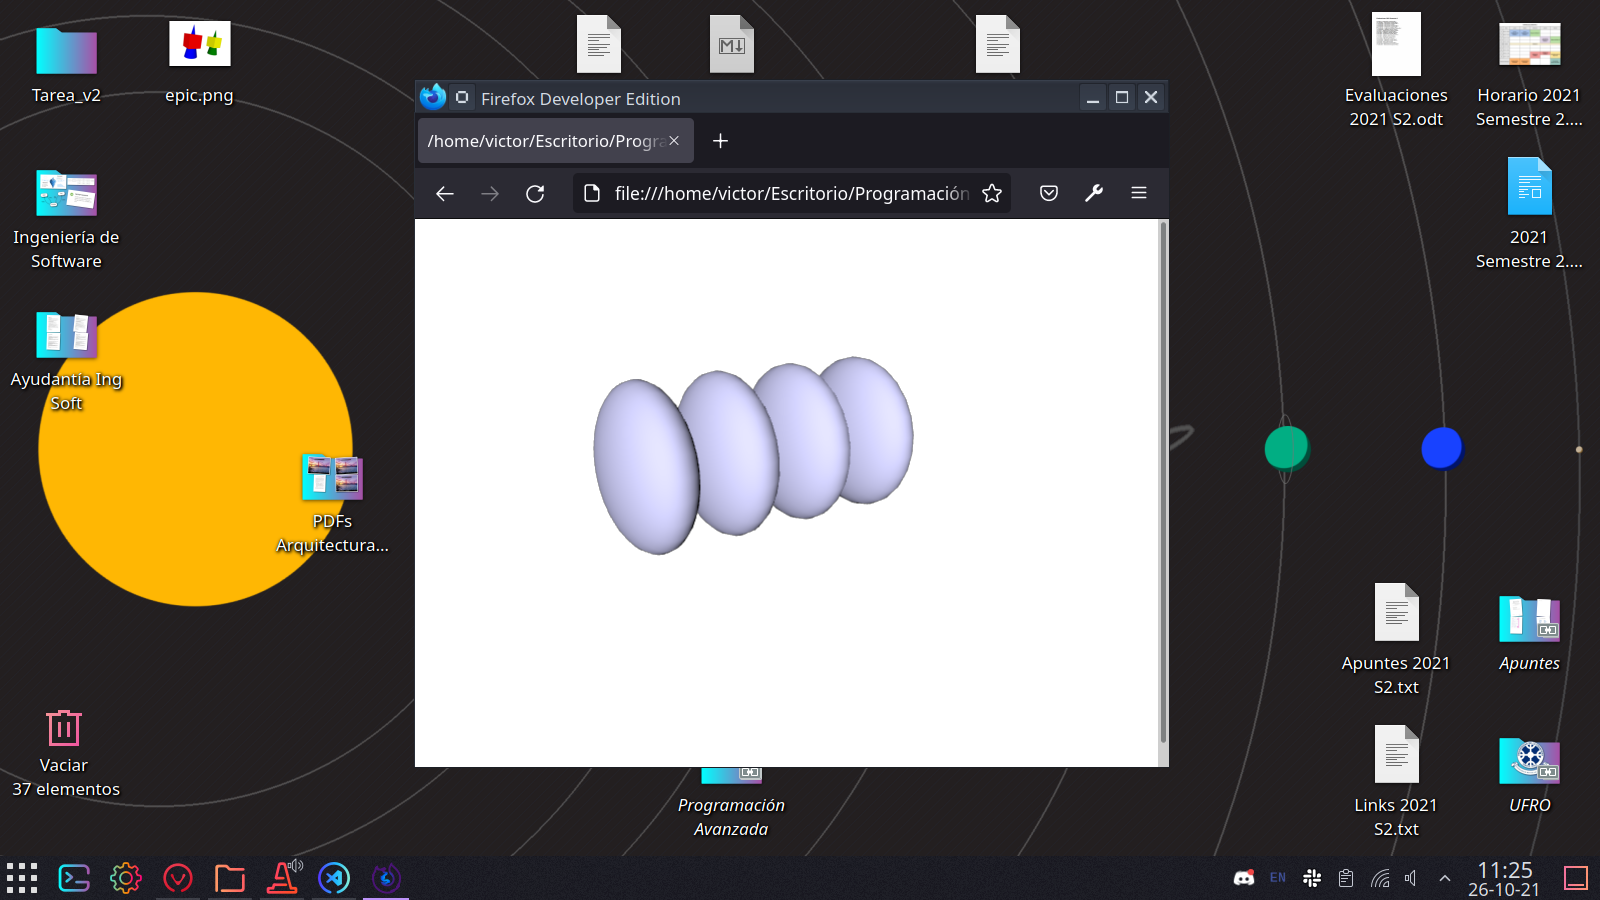 Tarea_v2
epic.png
Evaluaciones
2021 S2.odt
Horario 2021
Semestre 2....
Firefox Developer Edition
/home/victor/Escritorio/Progra
file:///home/victor/Escritorio/Programación
Ingeniería de
Software
2021
Semestre 2....
Ayudantía Ing
Soft
PDFs
Arquitectura...
Apuntes 2021
S2.txt
Apuntes
Vaciar
37 elementos
Programación
Avanzada
Links 2021
S2.txt
UFRO
EN
11:25
26-10-21